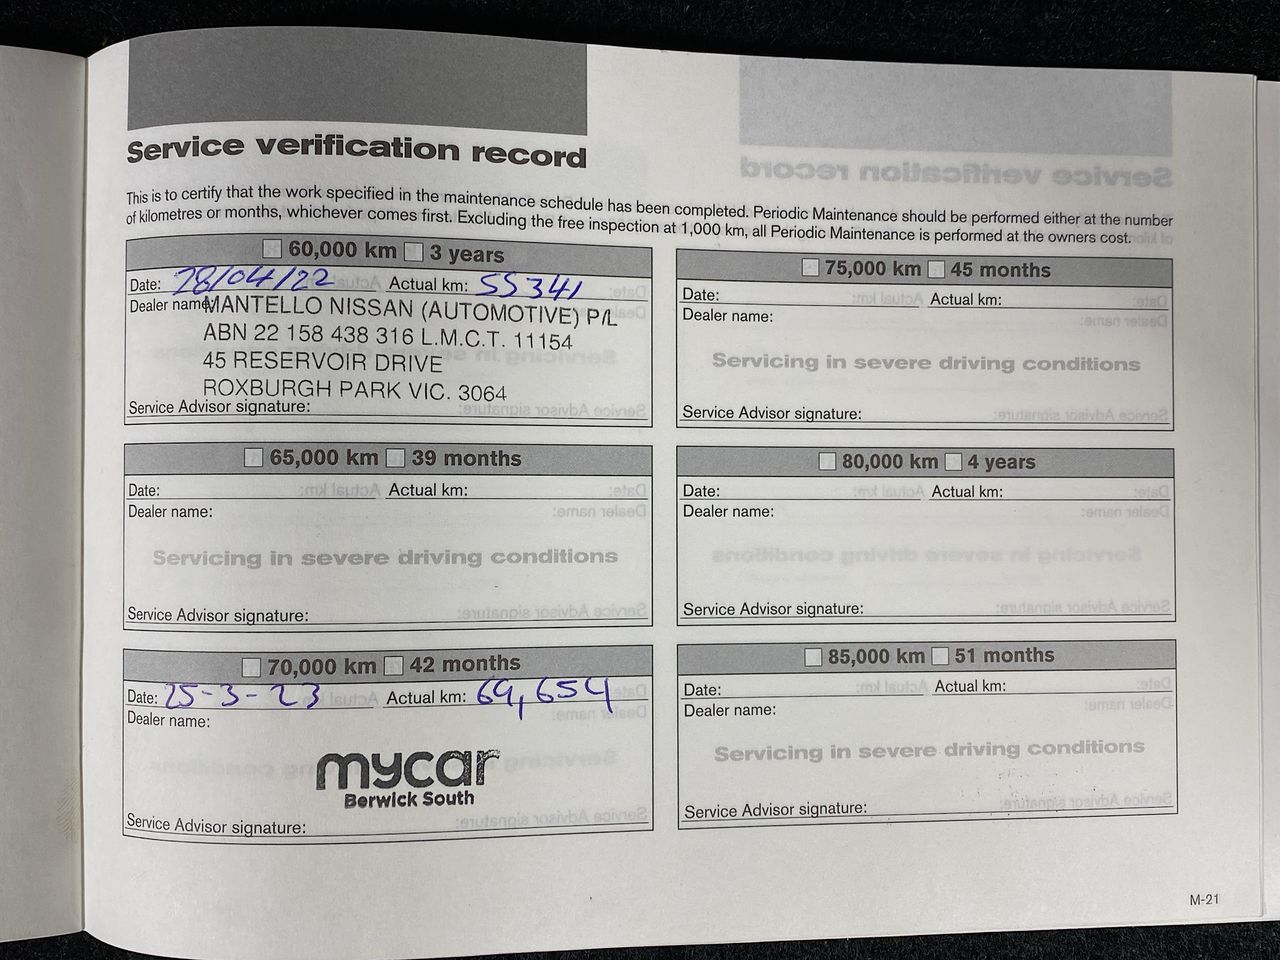 Service verification record
This is to certify that the work specified in the maintenance schedule has been completed. Periodic Maintenance should be performed either at the number
of kilometres or months, whichever comes first. Excluding the free inspection at 1,000 km, all Periodic Maintenance is performed at the owners cost.
60,000 km 3 years
Date: 28/04/22 Actual km: 55341
Dealer name: MANTELLO NISSAN (AUTOMOTIVE) P/L
ABN 22 158 438 316 L.M.C.T. 11154
45 RESERVOIR DRIVE
ROXBURGH PARK VIC. 3064
Service Advisor signature:
65,000 km 39 months
Date: Actual km:
Dealer name:
Servicing in severe driving conditions
Service Advisor signature:
70,000 km 42 months
Date: 25-3-23 Actual km: 69,654
Dealer name:
mycar
Berwick South
Service Advisor signature:
75,000 km 45 months
Date: Actual km:
Dealer name:
Servicing in severe driving conditions
Service Advisor signature:
80,000 km 4 years
Date: Actual km:
Dealer name:
Service Advisor signature:
85,000 km 51 months
Date: Actual km:
Dealer name:
Servicing in severe driving conditions
Service Advisor signature:
M-21